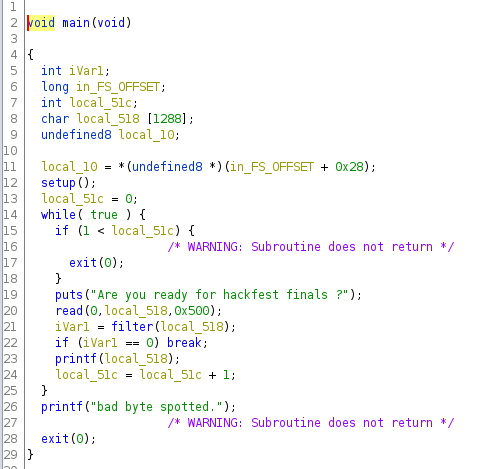 1
2 void main(void)
3
4 {
5 int iVar1;
6 long in_FS_OFFSET;
7 int local_51c;
8 char local_518 [1288];
9 undefined8 local_10;
10
11 local_10 = *(undefined8 *)(in_FS_OFFSET + 0x28);
12 setup();
13 local_51c = 0;
14 while( true ) {
15 if (1 < local_51c) {
16 /* WARNING: Subroutine does not return */
17 exit(0);
18 }
19 puts("Are you ready for hackfest finals ?");
20 read(0,local_518,0x500);
21 iVar1 = filter(local_518);
22 if (iVar1 == 0) break;
23 printf(local_518);
24 local_51c = local_51c + 1;
25 }
26 printf("bad byte spotted.");
27 /* WARNING: Subroutine does not return */
28 exit(0);
29 }